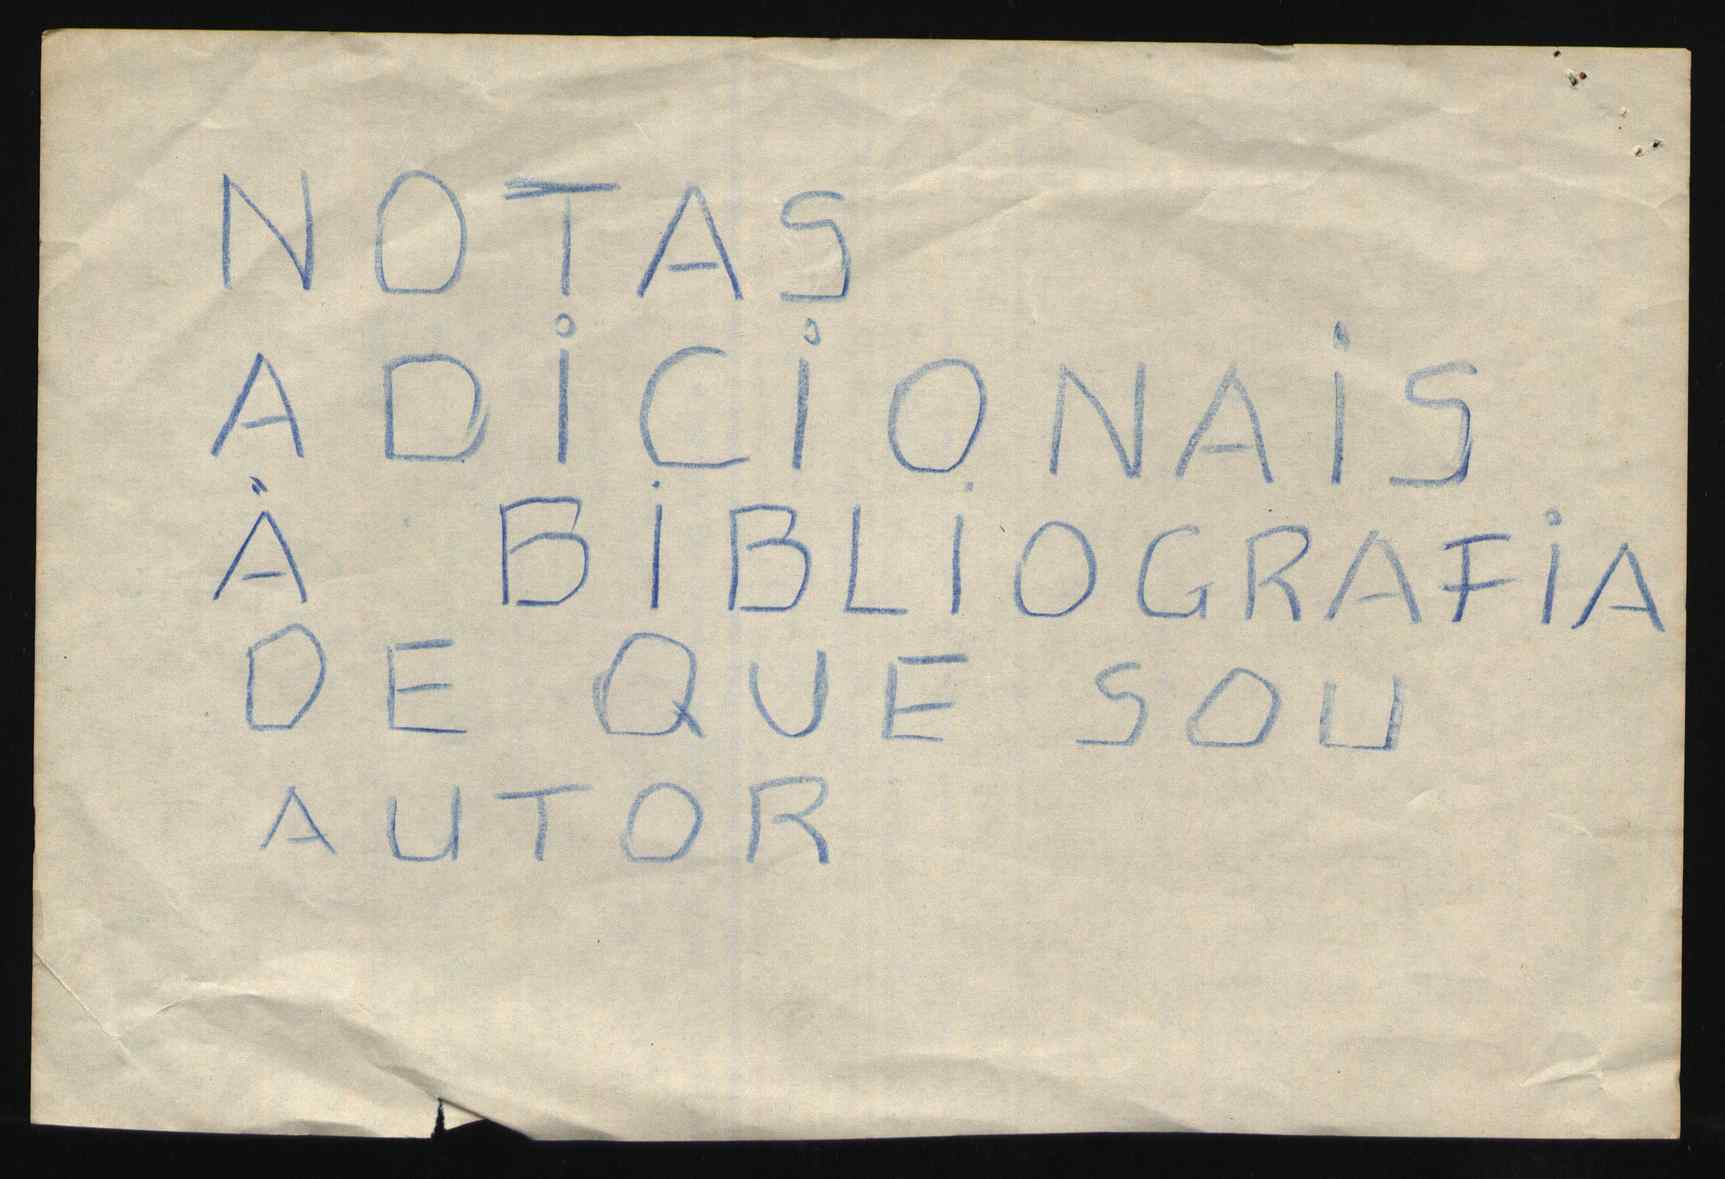 NOTAS
ADICIONAIS
À BIBLIOGRAFIA
DE QUE SOU
AUTOR